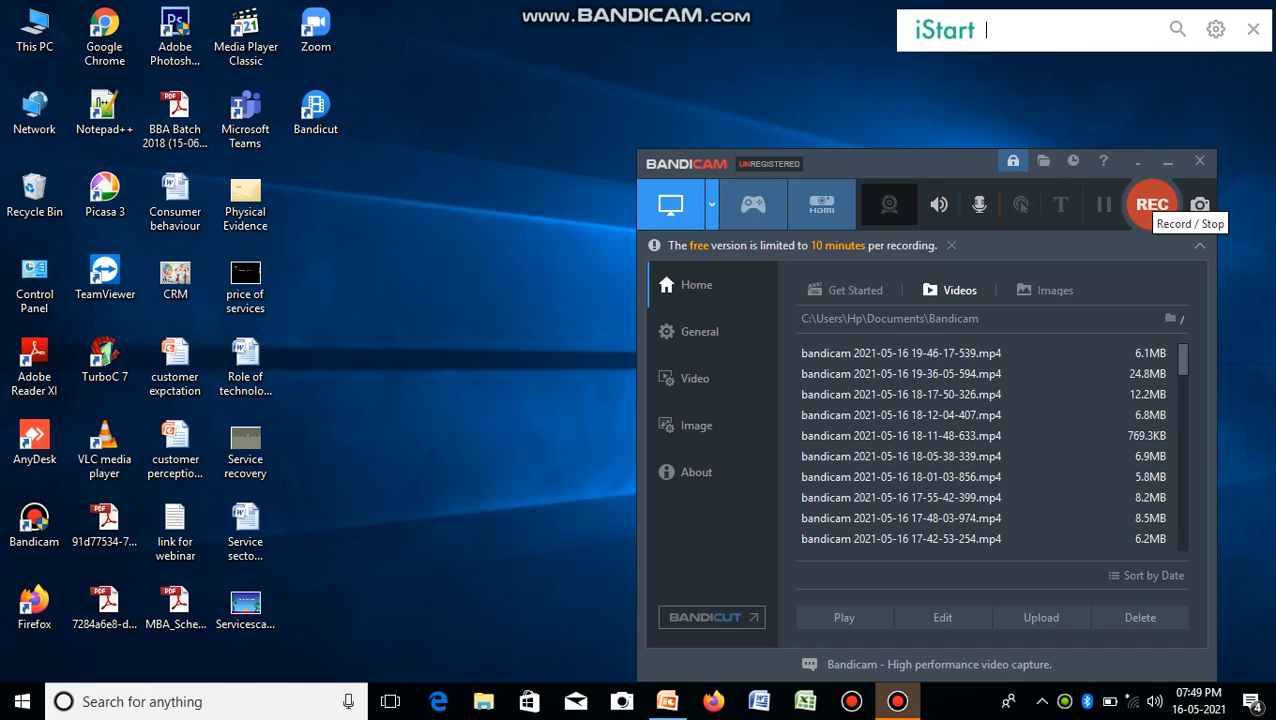 www.BANDICAM.com
iStart
This PC
Google Chrome
Adobe Photosh...
Media Player Classic
Zoom
Network
Notepad++
BBA Batch 2018 (15-06...
Microsoft Teams
Bandicut
Recycle Bin
Picasa 3
Consumer behaviour
Physical Evidence
Control Panel
TeamViewer
CRM
price of services
Adobe Reader XI
TurboC 7
customer expctation
Role of technolo...
AnyDesk
VLC media player
customer perceptio...
Service recovery
Bandicam
91d77534-7...
link for webinar
Service secto...
Firefox
7284a6e8-d...
MBA_Sche...
Servicesca...
BANDICAM UNREGISTERED
HDMI
T
REC
Record / Stop
The free version is limited to 10 minutes per recording.
Home
General
Video
Image
About
BANDICUT
Get Started
Videos
Images
C:\Users\Hp\Documents\Bandicam
/
bandicam 2021-05-16 19-46-17-539.mp4 6.1MB
bandicam 2021-05-16 19-36-05-594.mp4 24.8MB
bandicam 2021-05-16 18-17-50-326.mp4 12.2MB
bandicam 2021-05-16 18-12-04-407.mp4 6.8MB
bandicam 2021-05-16 18-11-48-633.mp4 769.3KB
bandicam 2021-05-16 18-05-38-339.mp4 6.9MB
bandicam 2021-05-16 18-01-03-856.mp4 5.8MB
bandicam 2021-05-16 17-55-42-399.mp4 8.2MB
bandicam 2021-05-16 17-48-03-974.mp4 8.5MB
bandicam 2021-05-16 17-42-53-254.mp4 6.2MB
Sort by Date
Play Edit Upload Delete
Bandicam - High performance video capture.
Search for anything
07:49 PM
16-05-2021
4